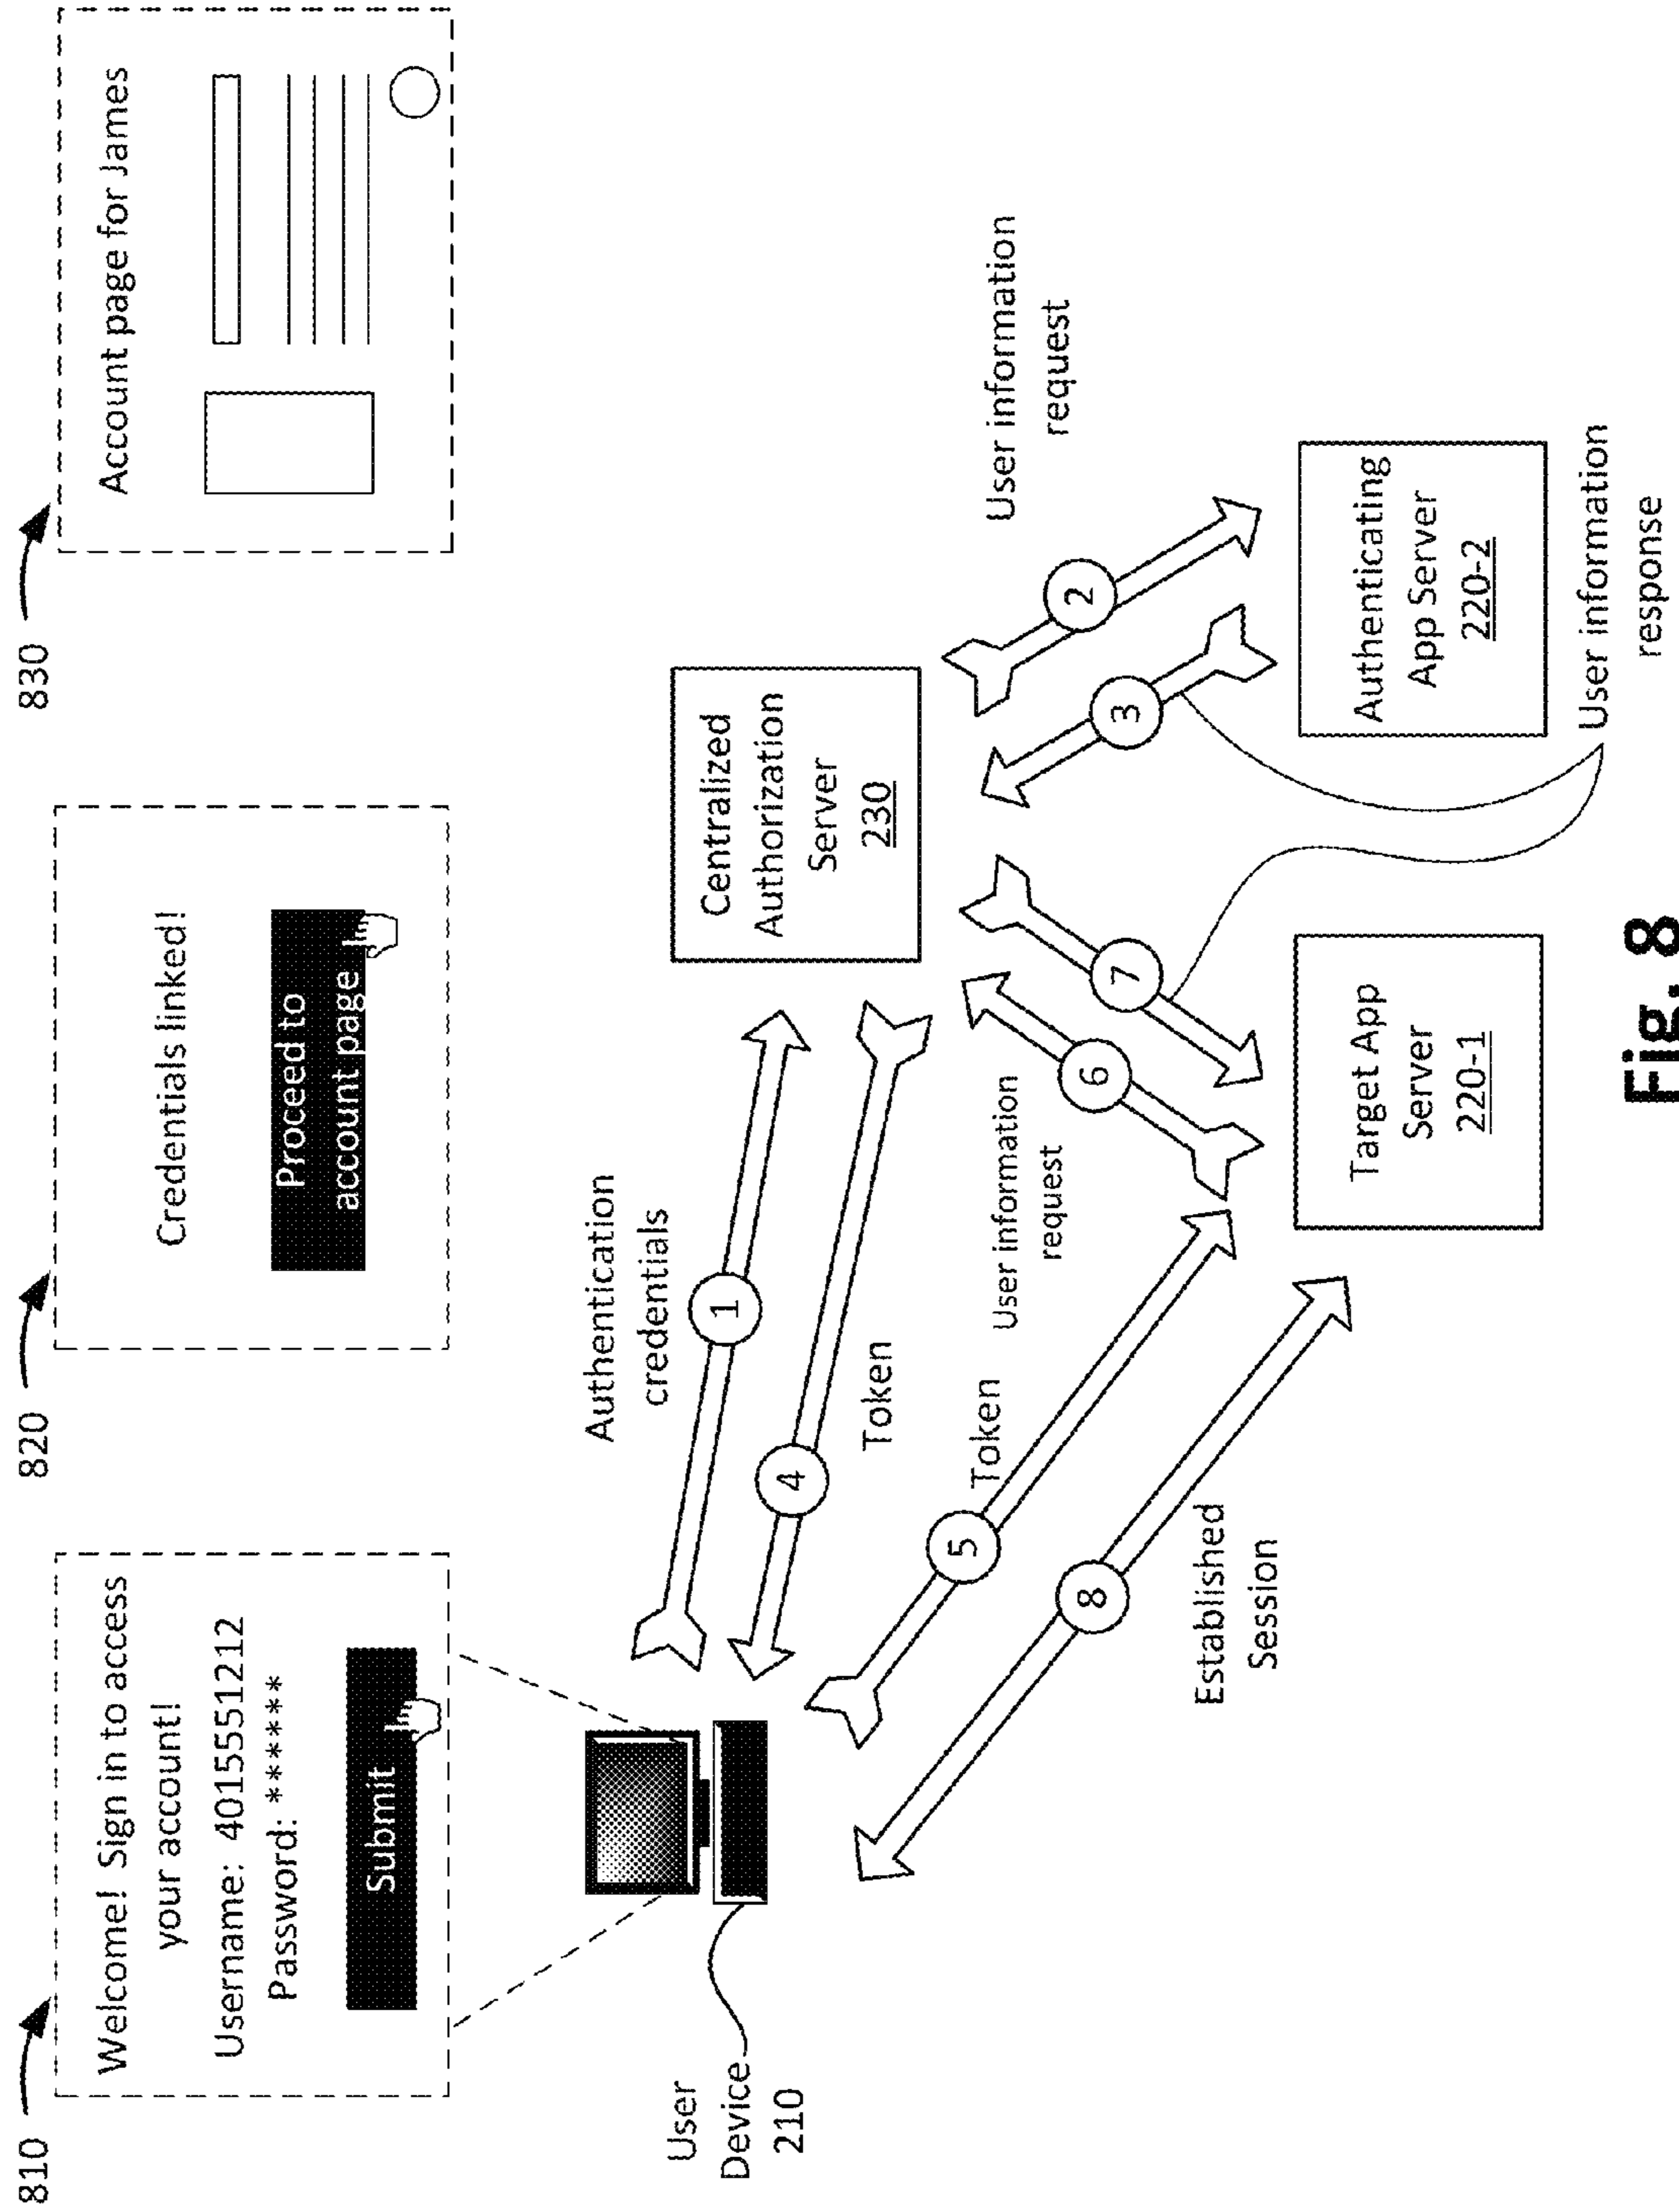 810
Welcome! Sign in to access
your account!
Username: 4015551212
Password: ******
Submit
820
Credentials linked!
Proceed to
account page
830
Account page for James
User
Device
210
Authentication
credentials
1
4
Token
Centralized
Authorization
Server
230
5
Token
8
Established
Session
User information
request
6
7
2
User information
request
3
Target App
Server
220-1
Authenticating
App Server
220-2
User information
response
Fig. 8